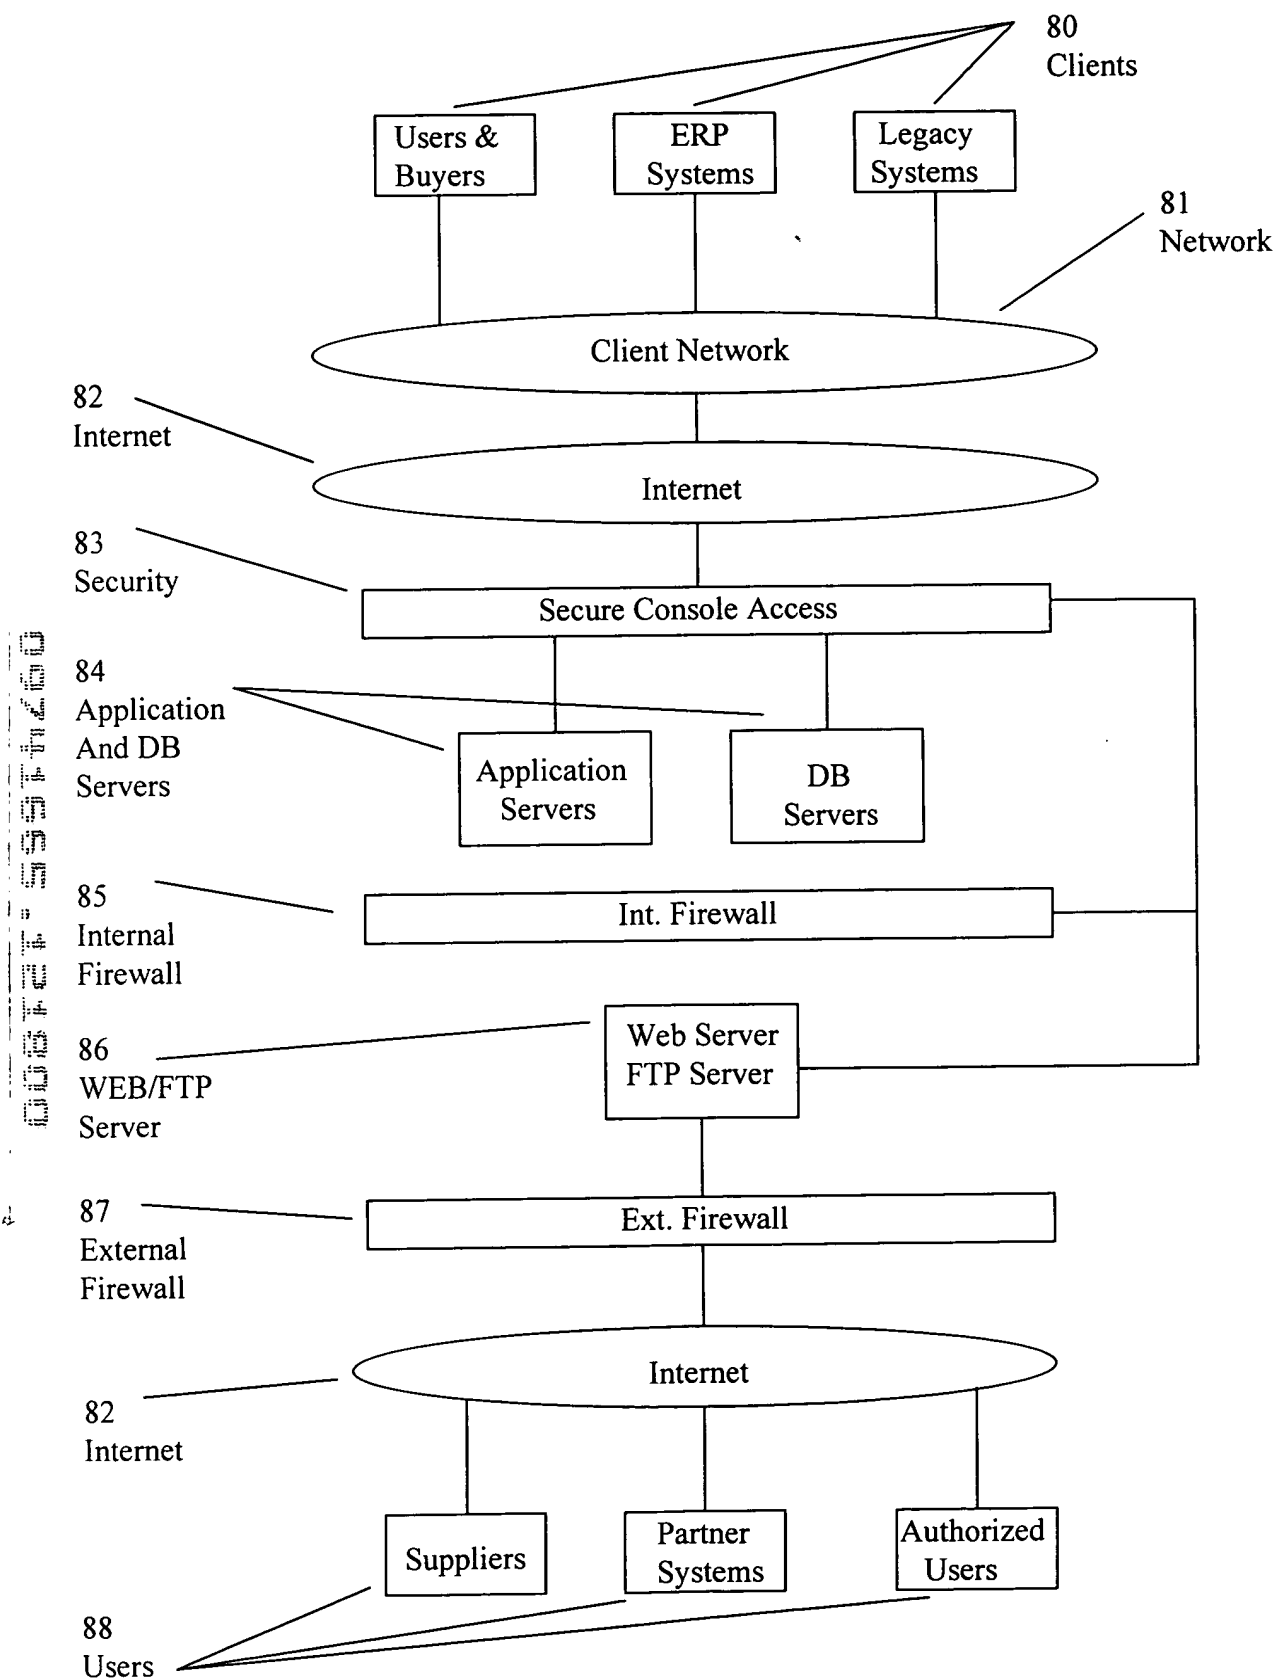 80
Clients
Users &
Buyers
ERP
Systems
Legacy
Systems
81
Network
Client Network
82
Internet
Internet
83
Security
Secure Console Access
84
Application
And DB
Servers
Application
Servers
DB
Servers
85
Internal
Firewall
Int. Firewall
86
WEB/FTP
Server
Web Server
FTP Server
87
External
Firewall
Ext. Firewall
Internet
82
Internet
Suppliers
Partner
Systems
Authorized
Users
88
Users